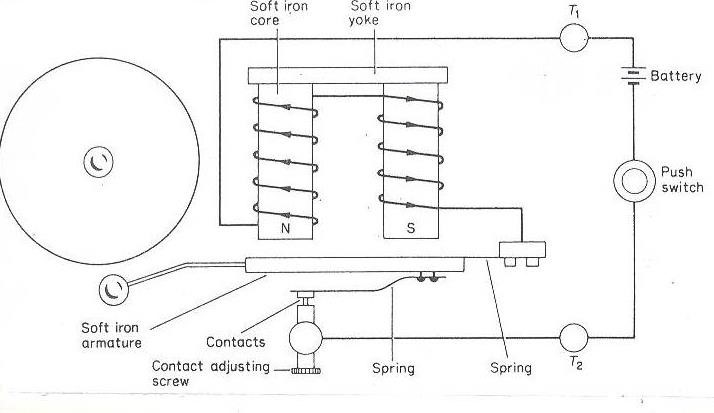 Soft iron
core
Soft iron
yoke
T1
Battery
Push
switch
N
S
Soft iron
armature
Contacts
Contact adjusting
screw
Spring
Spring
T2